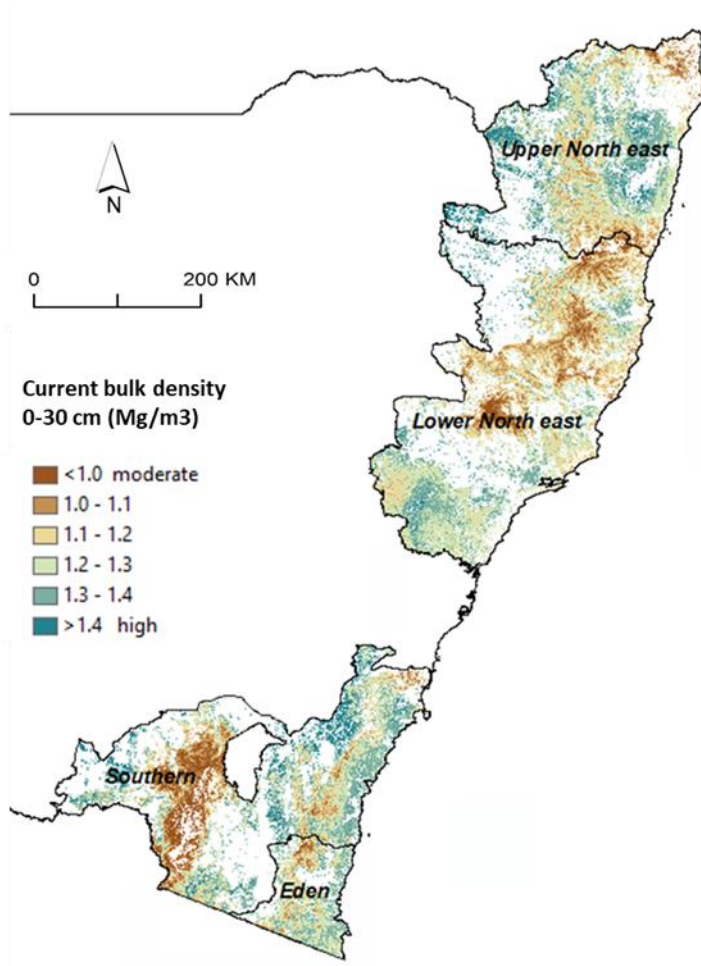 Upper North east
N
0 200 KM
Current bulk density
0-30 cm (Mg/m3)
Lower North east
<1.0 moderate
1.0 - 1.1
1.1 - 1.2
1.2 - 1.3
1.3 - 1.4
>1.4 high
Southern
Eden